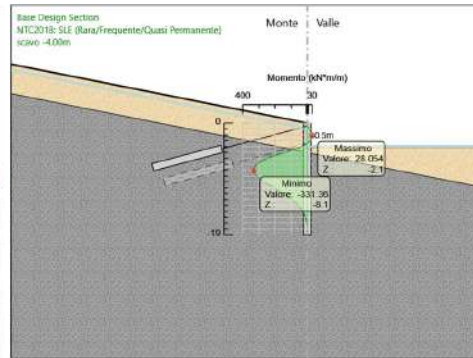 Base Design Section
NTC2018: SLE (Rara/Frequente/Quasi Permanente)
scavo -4.00m
Monte
Valle
Momento (kN*m/m)
400
30
0
0.5m
Massimo
Valore: 28.054
Z -2.1
Minimo
Valore: -331.36
Z -8.1
-19